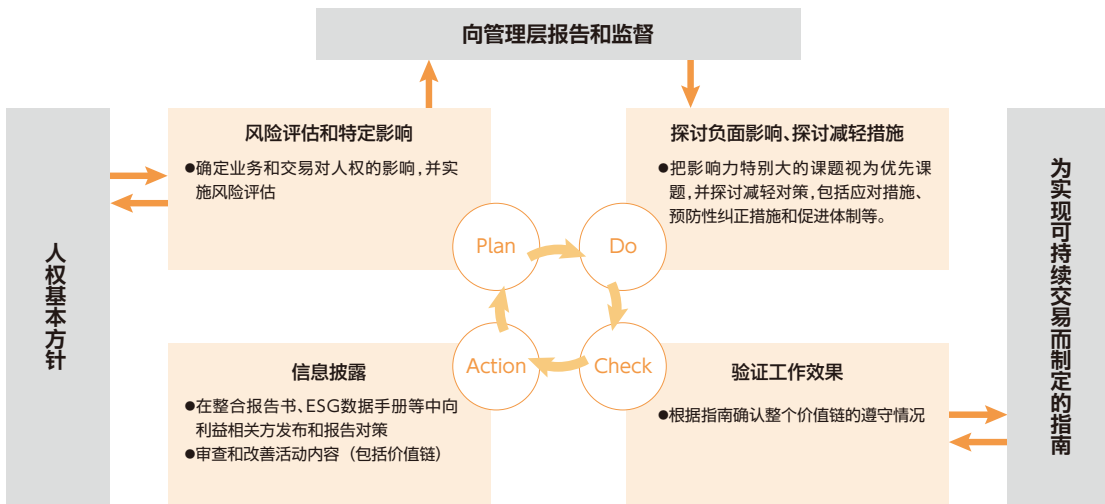 向管理层报告和监督
人权基本方针
风险评估和特定影响
●确定业务和交易对人权的影响,并实
施风险评估
探讨负面影响、探讨减轻措施
●把影响力特别大的课题视为优先课
题,并探讨减轻对策,包括应对措施、
预防性纠正措施和促进体制等。
Plan
Do
Action
Check
信息披露
●在整合报告书、ESG数据手册等中向
利益相关方发布和报告对策
●审查和改善活动内容（包括价值链）
验证工作效果
●根据指南确认整个价值链的遵守情况
为实现可持续交易而制定的指南